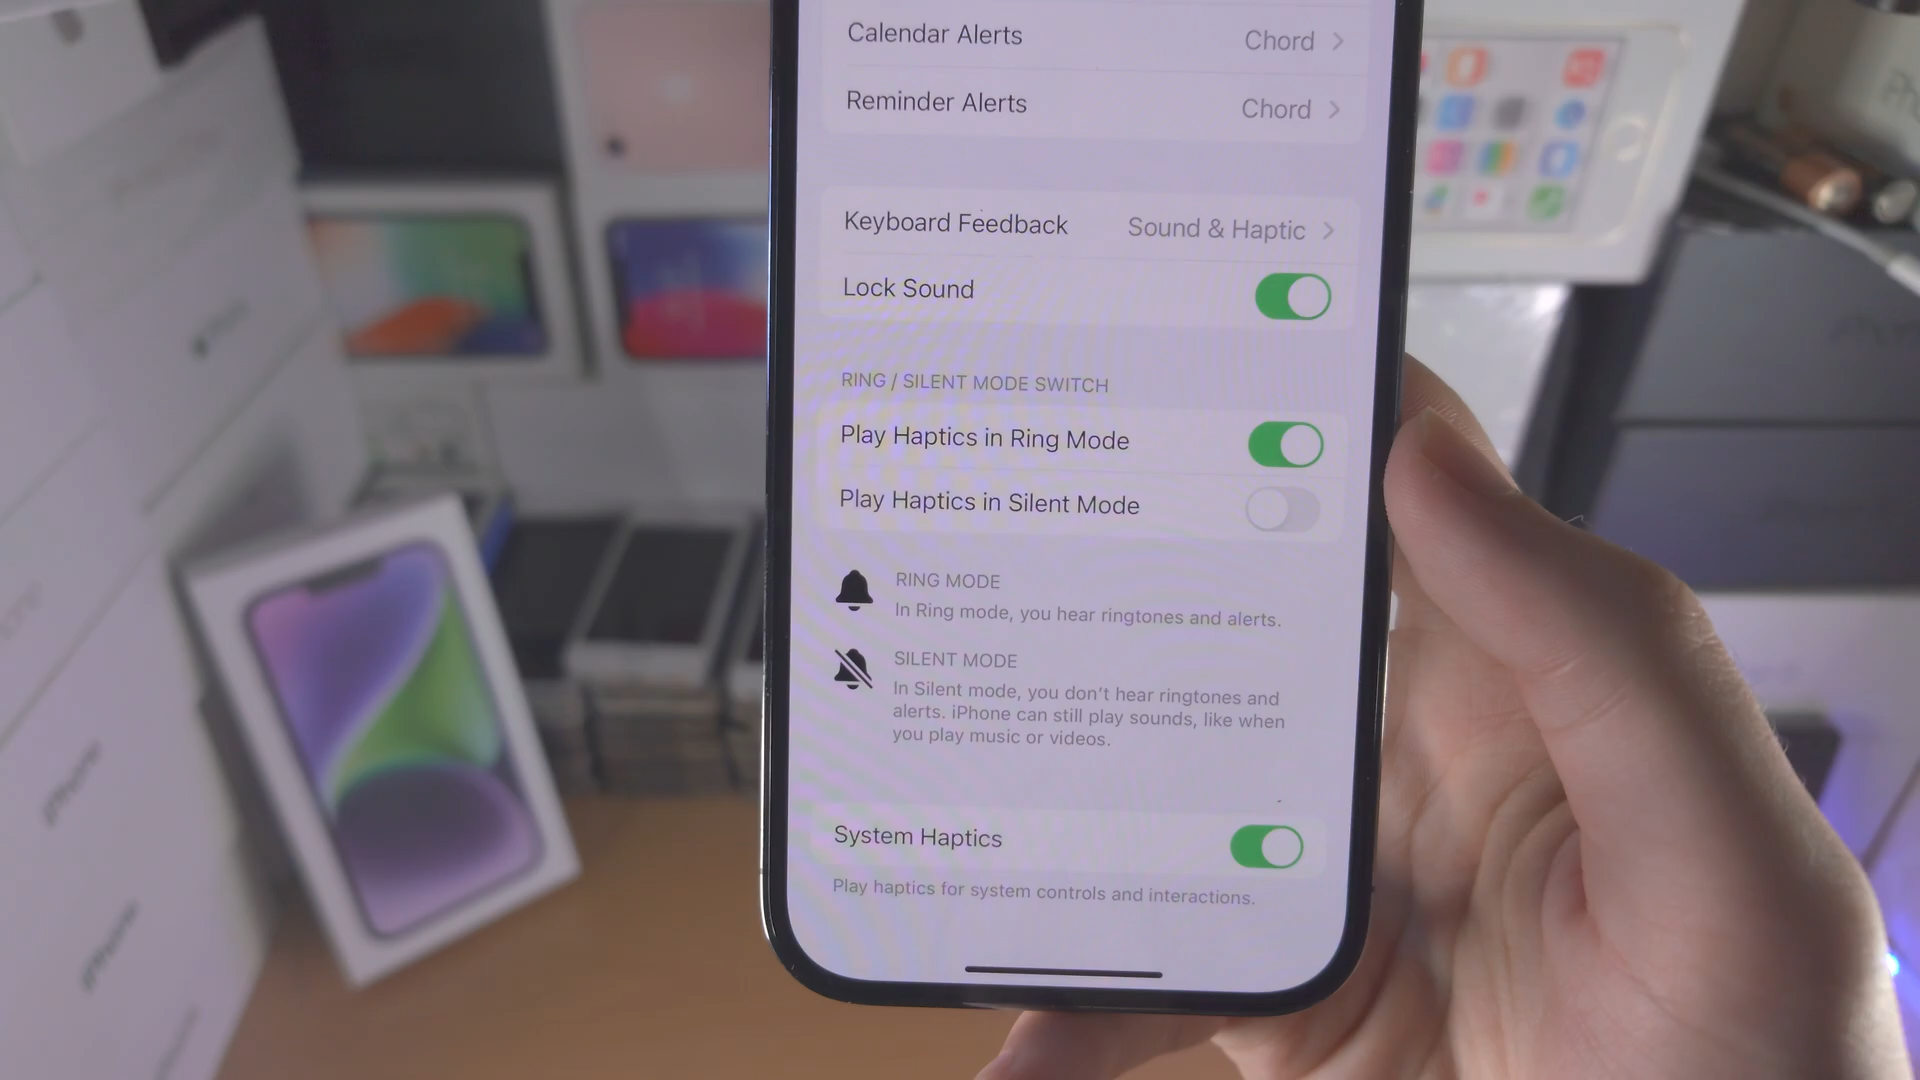 Calendar Alerts Chord
Reminder Alerts Chord
Keyboard Feedback Sound & Haptic
Lock Sound
RING / SILENT MODE SWITCH
Play Haptics in Ring Mode
Play Haptics in Silent Mode
RING MODE
In Ring mode, you hear ringtones and alerts.
SILENT MODE
In Silent mode, you don't hear ringtones and
alerts. iPhone can still play sounds, like when
you play music or videos.
System Haptics
Play haptics for system controls and interactions.
iPhone
iPhone